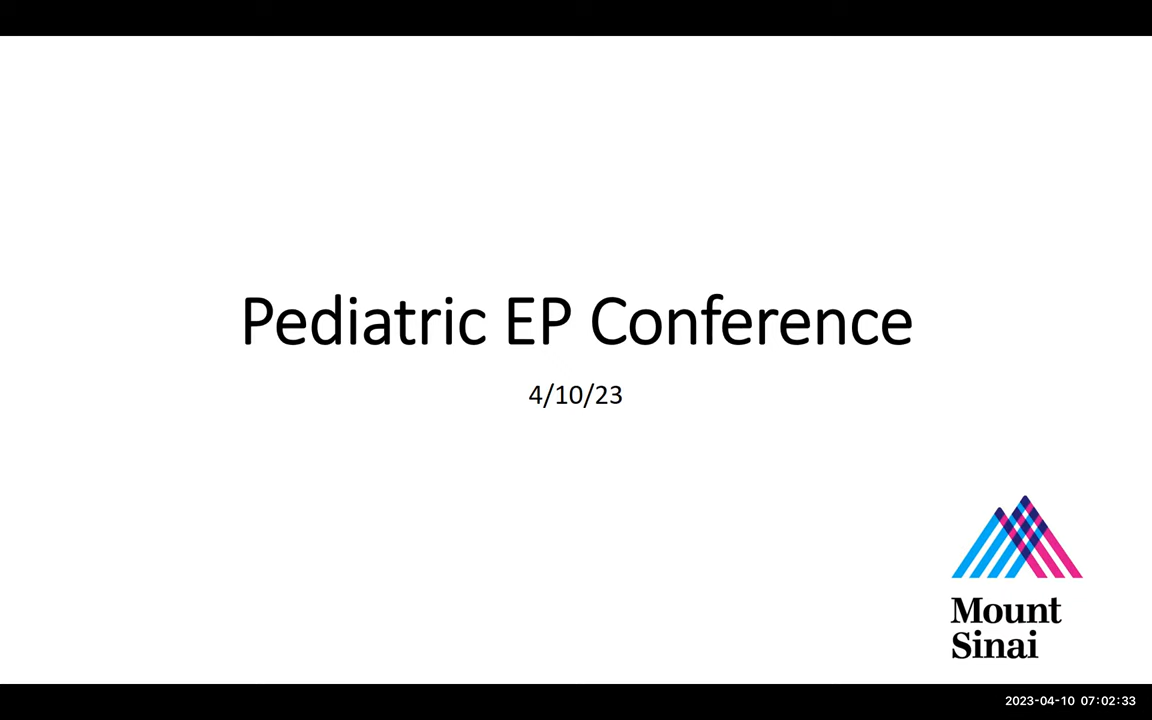 Pediatric EP Conference
4/10/23
Mount
Sinai
2023-04-10 07:02:33